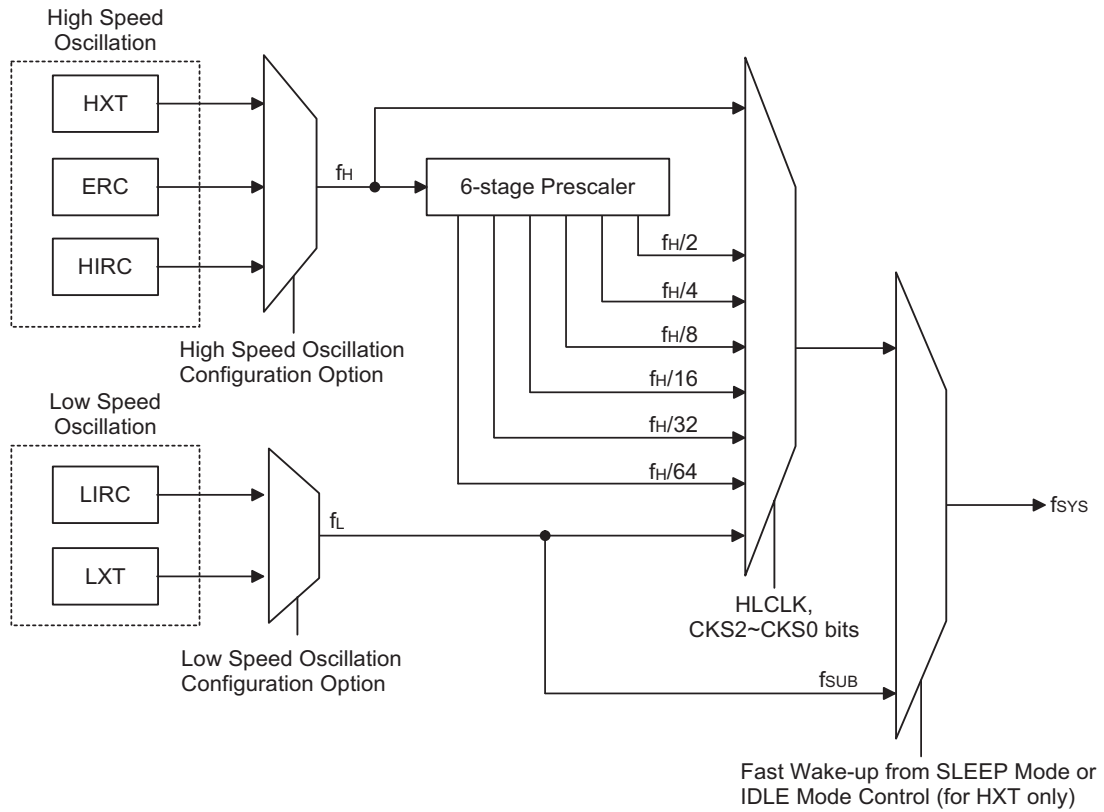 High Speed
Oscillation
HXT
ERC
HIRC
fH
6-stage Prescaler
fH/2
fH/4
fH/8
fH/16
fH/32
fH/64
High Speed Oscillation
Configuration Option
Low Speed
Oscillation
LIRC
LXT
fL
Low Speed Oscillation
Configuration Option
HLCLK,
CKS2~CKS0 bits
fSUB
fSYS
Fast Wake-up from SLEEP Mode or
IDLE Mode Control (for HXT only)